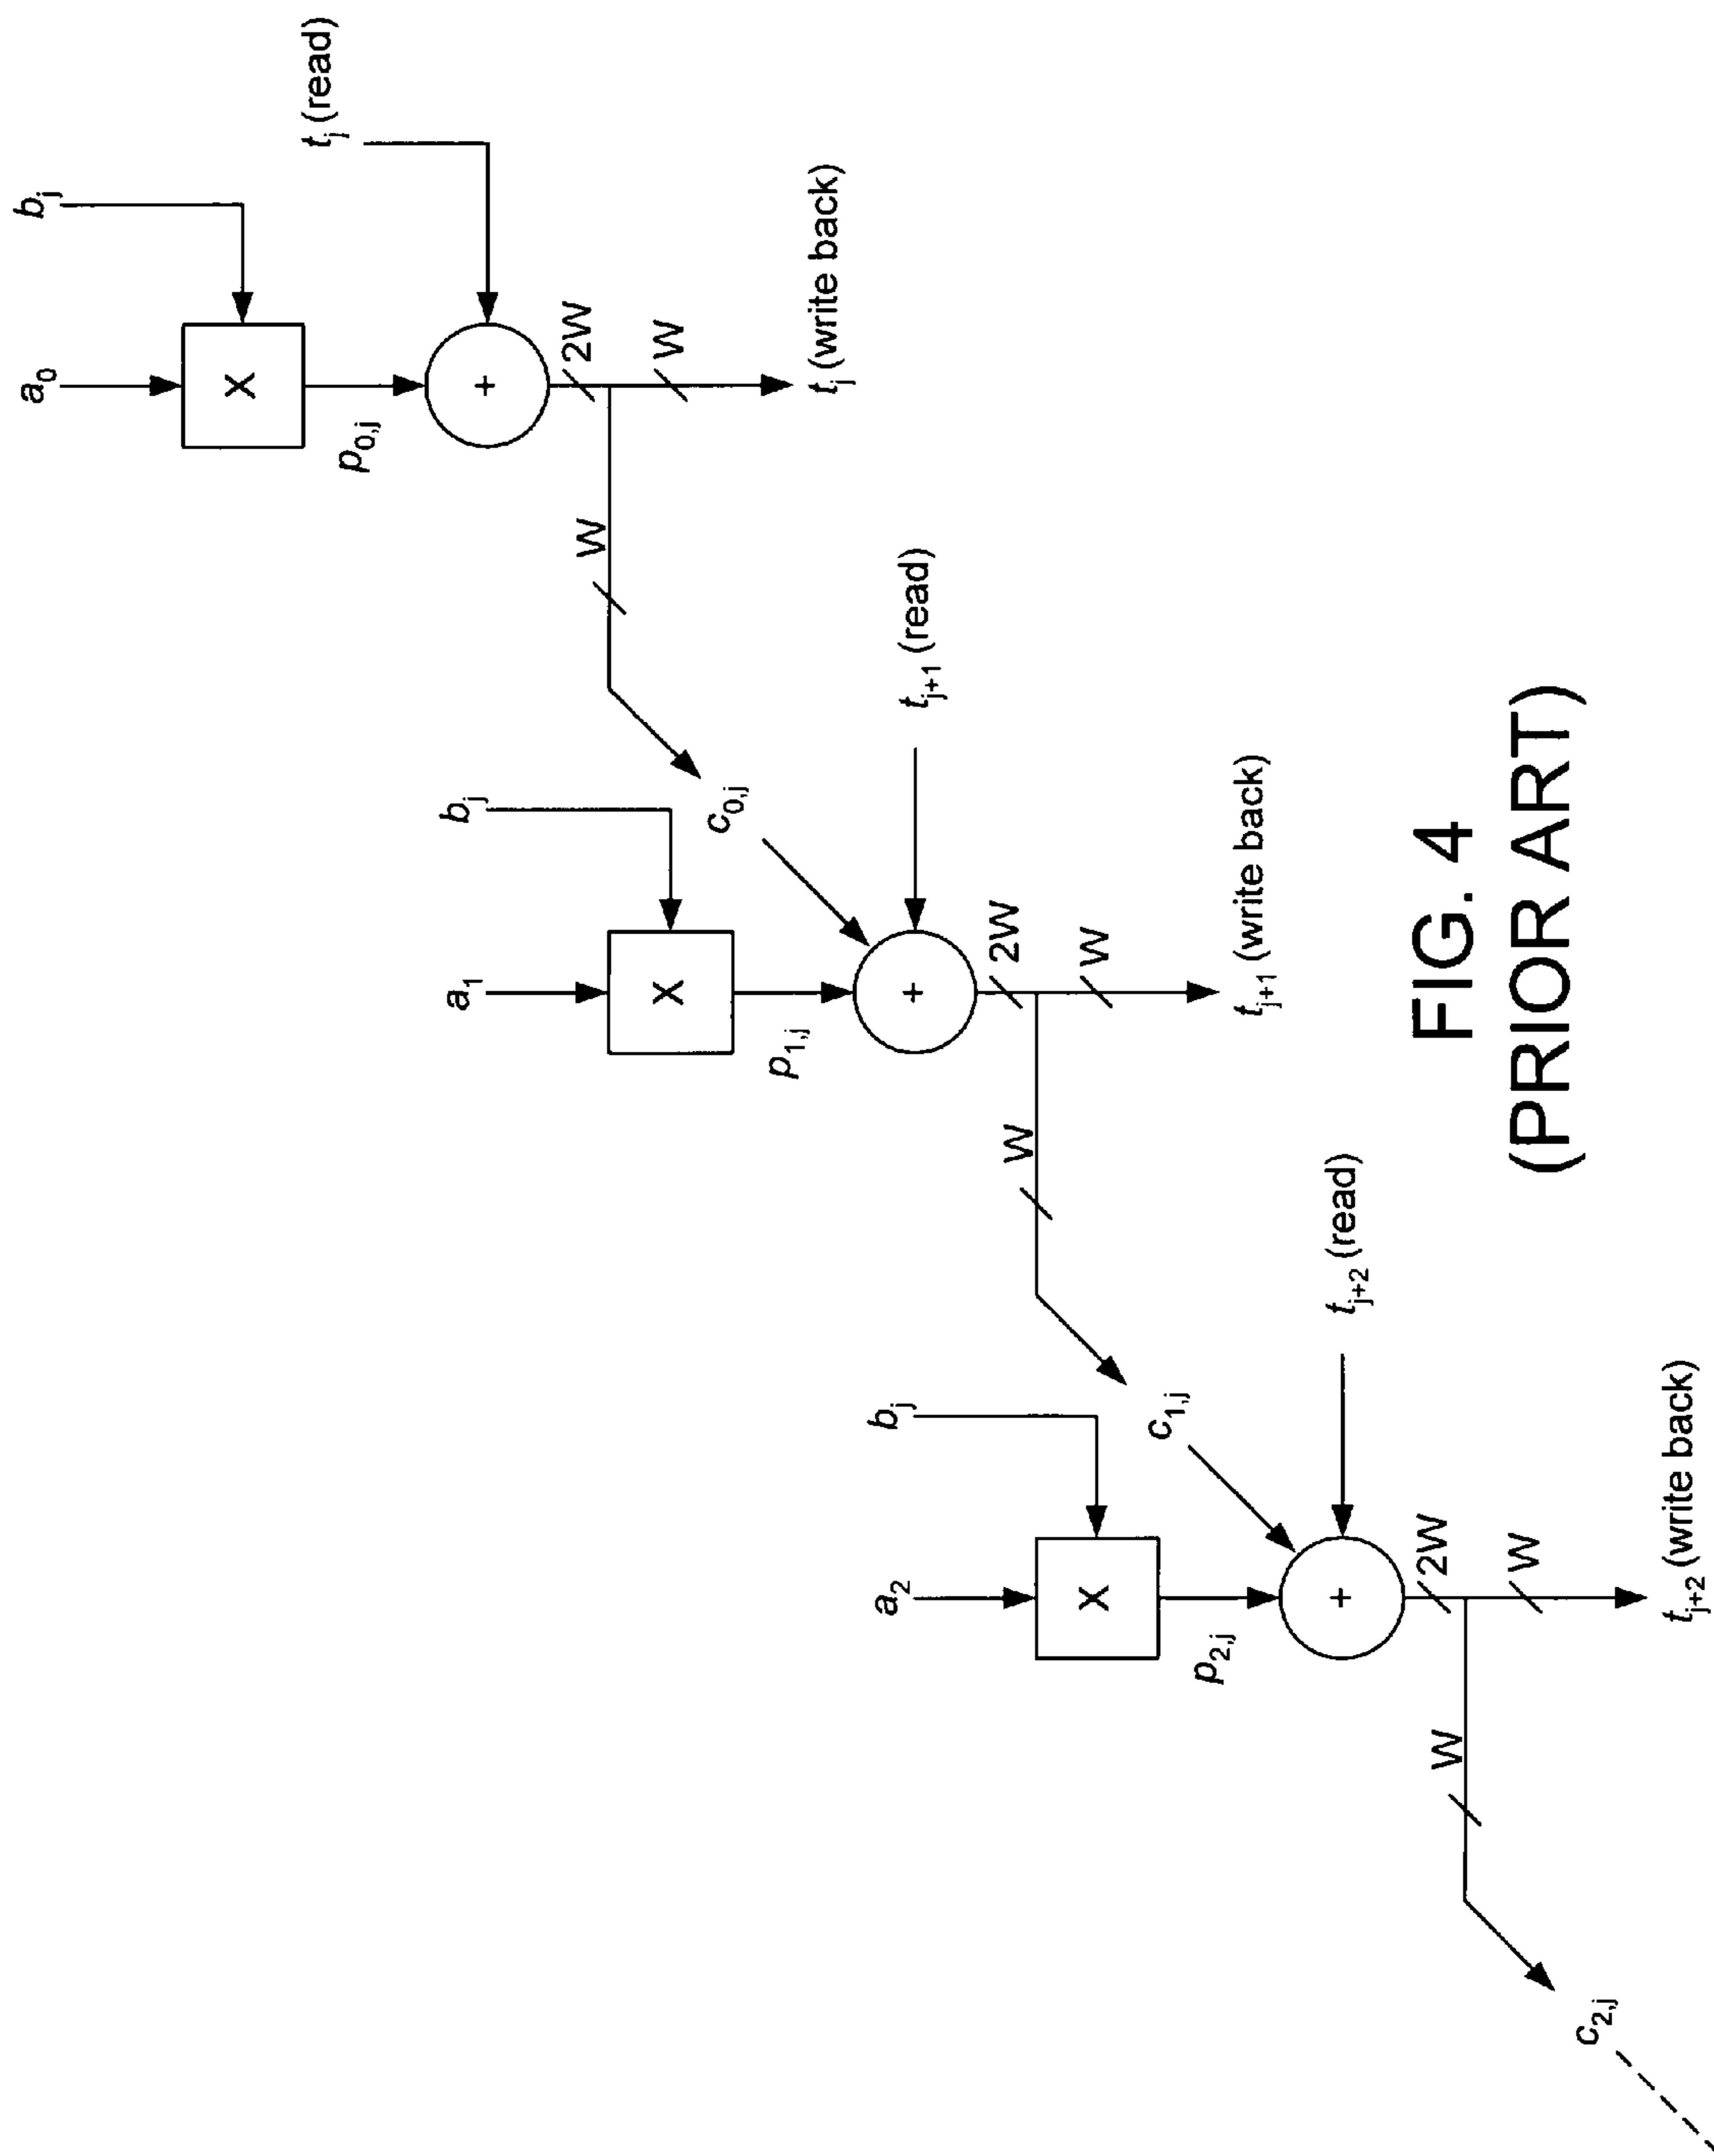 a0
bj
X
p0,j
tj (read)
+
2W
W
W
tj (write back)
a1
bj
X
c0,j
p1,j
tj+1 (read)
+
2W
W
W
tj+1 (write back)
a2
bj
X
c1,j
p2,j
tj+2 (read)
+
2W
W
W
tj+2 (write back)
c2,j
FIG. 4
(PRIOR ART)